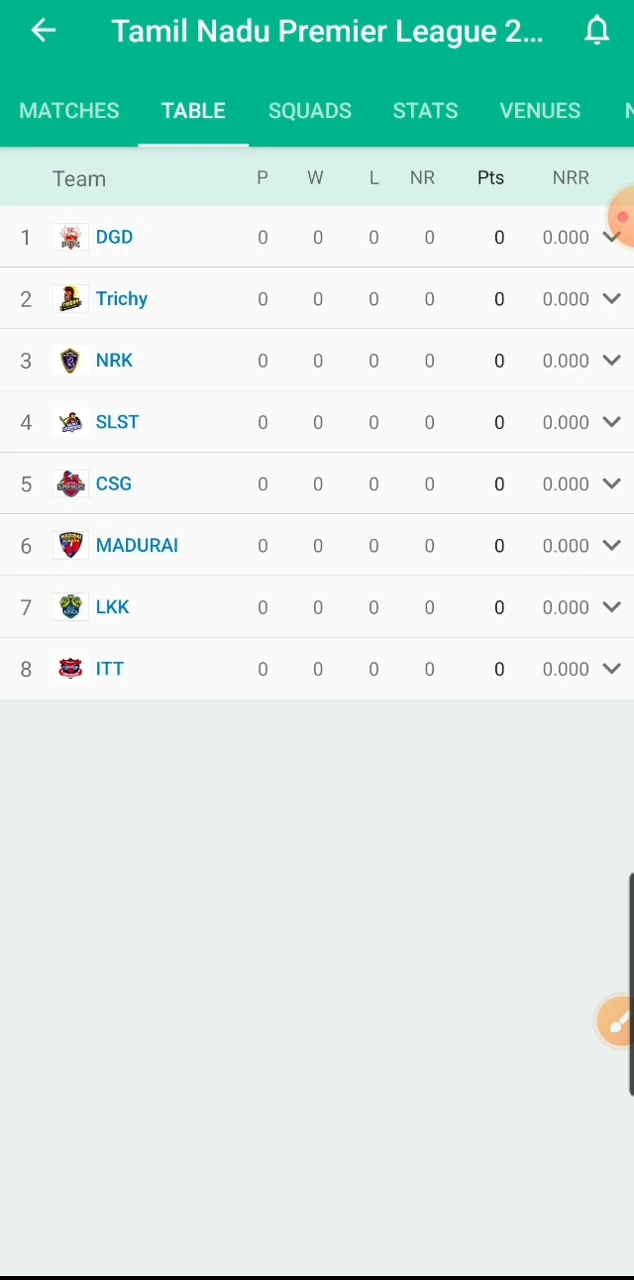 Tamil Nadu Premier League 2...
MATCHES TABLE SQUADS STATS VENUES
Team P W L NR Pts NRR
1 DGD 0 0 0 0 0 0.000
2 Trichy 0 0 0 0 0 0.000
3 NRK 0 0 0 0 0 0.000
4 SLST 0 0 0 0 0 0.000
5 CSG 0 0 0 0 0 0.000
6 MADURAI 0 0 0 0 0 0.000
7 LKK 0 0 0 0 0 0.000
8 ITT 0 0 0 0 0 0.000